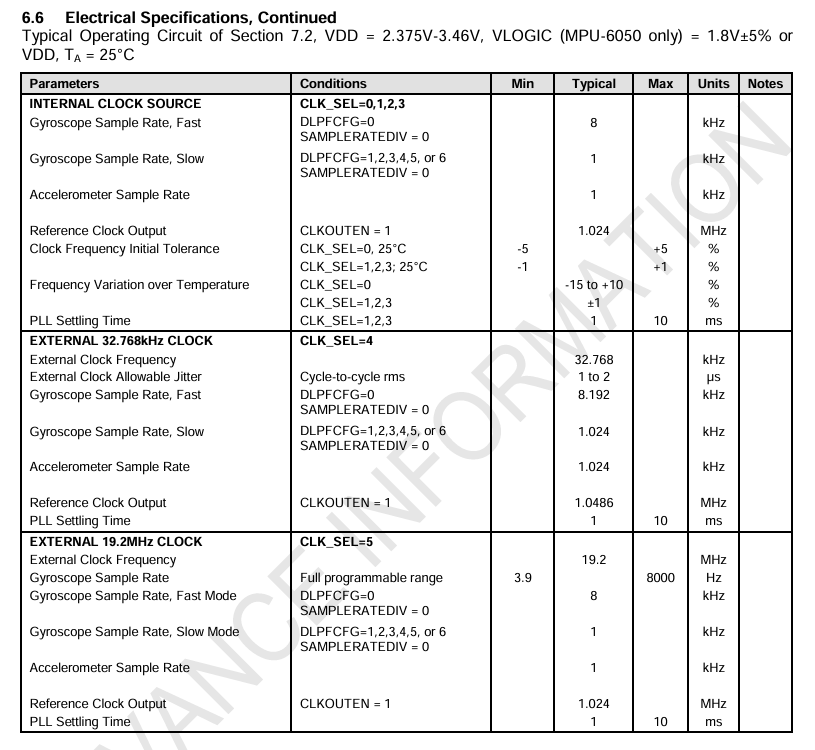 6.6 Electrical Specifications, Continued
Typical Operating Circuit of Section 7.2, VDD = 2.375V-3.46V, VLOGIC (MPU-6050 only) = 1.8V±5% or
VDD, TA = 25°C
Parameters Conditions Min Typical Max Units Notes
INTERNAL CLOCK SOURCE CLK_SEL=0,1,2,3
Gyroscope Sample Rate, Fast DLPFCFG=0 8 kHz
SAMPLERATEDIV = 0
Gyroscope Sample Rate, Slow DLPFCFG=1,2,3,4,5, or 6 1 kHz
SAMPLERATEDIV = 0
Accelerometer Sample Rate 1 kHz
Reference Clock Output CLKOUTEN = 1 1.024 MHz
Clock Frequency Initial Tolerance CLK_SEL=0, 25°C -5 +5 %
CLK_SEL=1,2,3; 25°C -1 +1 %
Frequency Variation over Temperature CLK_SEL=0 -15 to +10 %
CLK_SEL=1,2,3 ±1 %
PLL Settling Time CLK_SEL=1,2,3 1 10 ms
EXTERNAL 32.768kHz CLOCK CLK_SEL=4
External Clock Frequency 32.768 kHz
External Clock Allowable Jitter Cycle-to-cycle rms 1 to 2 µs
Gyroscope Sample Rate, Fast DLPFCFG=0 8.192 kHz
SAMPLERATEDIV = 0
Gyroscope Sample Rate, Slow DLPFCFG=1,2,3,4,5, or 6 1.024 kHz
SAMPLERATEDIV = 0
Accelerometer Sample Rate 1.024 kHz
Reference Clock Output CLKOUTEN = 1 1.0486 MHz
PLL Settling Time 1 10 ms
EXTERNAL 19.2MHz CLOCK CLK_SEL=5
External Clock Frequency 19.2 MHz
Gyroscope Sample Rate Full programmable range 3.9 8000 Hz
Gyroscope Sample Rate, Fast Mode DLPFCFG=0 8 kHz
SAMPLERATEDIV = 0
Gyroscope Sample Rate, Slow Mode DLPFCFG=1,2,3,4,5, or 6 1 kHz
SAMPLERATEDIV = 0
Accelerometer Sample Rate 1 kHz
Reference Clock Output CLKOUTEN = 1 1.024 MHz
PLL Settling Time 1 10 ms
VANCE INFORMATION